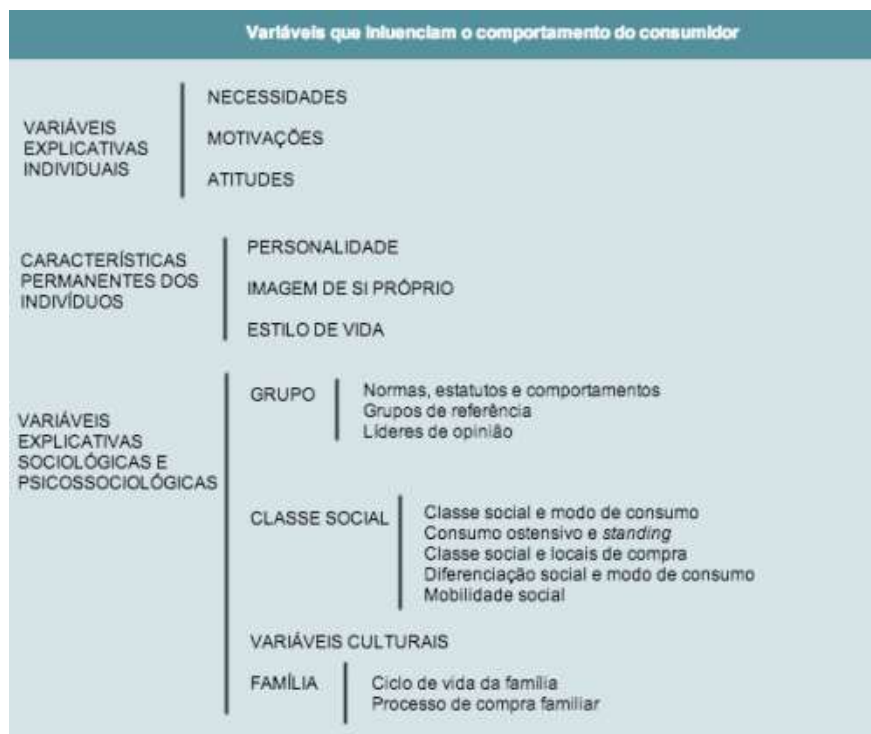 Variáveis que inluenciam o comportamento do consumidor
VARIÁVEIS
EXPLICATIVAS
INDIVIDUAIS
NECESSIDADES
MOTIVAÇÕES
ATITUDES
CARACTERÍSTICAS
PERMANENTES DOS
INDIVÍDUOS
PERSONALIDADE
IMAGEM DE SI PRÓPRIO
ESTILO DE VIDA
VARIÁVEIS
EXPLICATIVAS
SOCIOLÓGICAS E
PSICOSSOCIOLÓGICAS
GRUPO
Normas, estatutos e comportamentos
Grupos de referência
Líderes de opinião
CLASSE SOCIAL
Classe social e modo de consumo
Consumo ostensivo e standing
Classe social e locais de compra
Diferenciação social e modo de consumo
Mobilidade social
VARIÁVEIS CULTURAIS
FAMÍLIA
Ciclo de vida da família
Processo de compra familiar